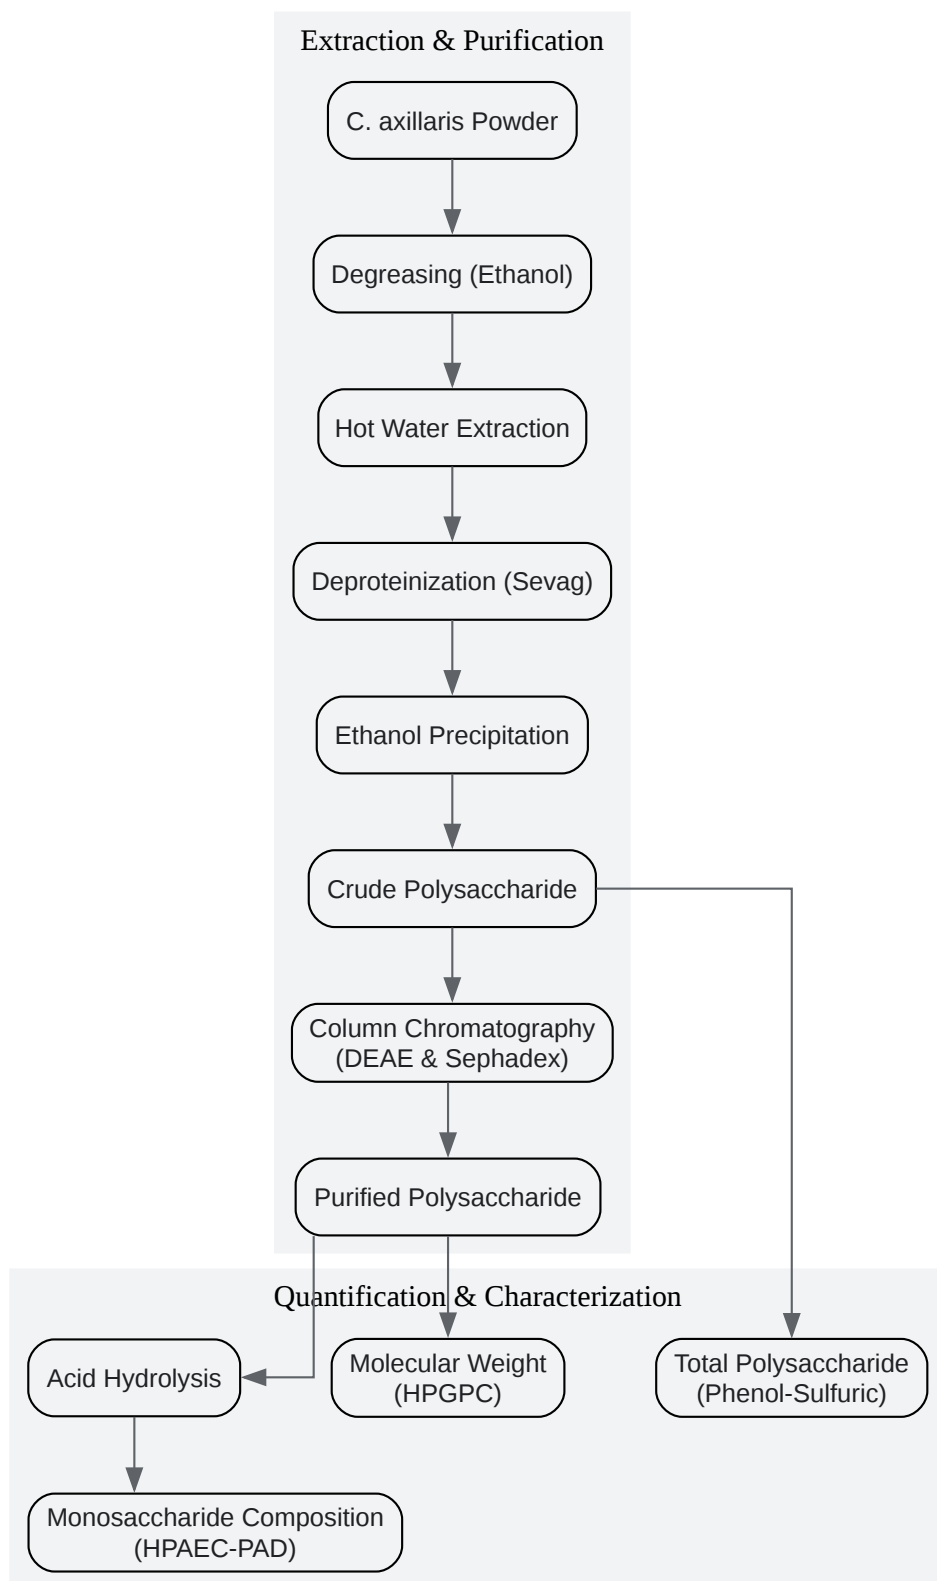 Extraction & Purification
C. axillaris Powder
Degreasing (Ethanol)
Hot Water Extraction
Deproteinization (Sevag)
Ethanol Precipitation
Crude Polysaccharide
Column Chromatography
(DEAE & Sephadex)
Purified Polysaccharide
Quantification & Characterization
Acid Hydrolysis
Molecular Weight
(HPGPC)
Total Polysaccharide
(Phenol-Sulfuric)
Monosaccharide Composition
(HPAEC-PAD)